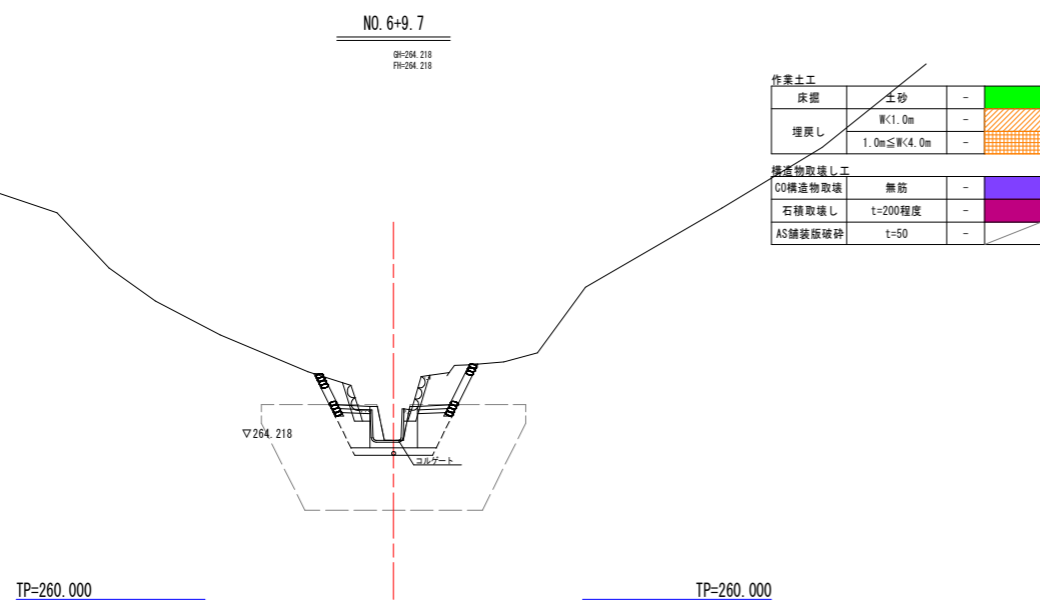 NO.6+9.7
GH=264.218
FH=264.218
作業土工
床掘 土砂 -
埋戻し W<1.0m -
1.0m≦W<4.0m -
構造物取壊し工
CO構造物取壊 無筋 -
石積取壊し t=200程度 -
AS舗装版破砕 t=50 -
▽264.218
コルゲート
TP=260.000
TP=260.000